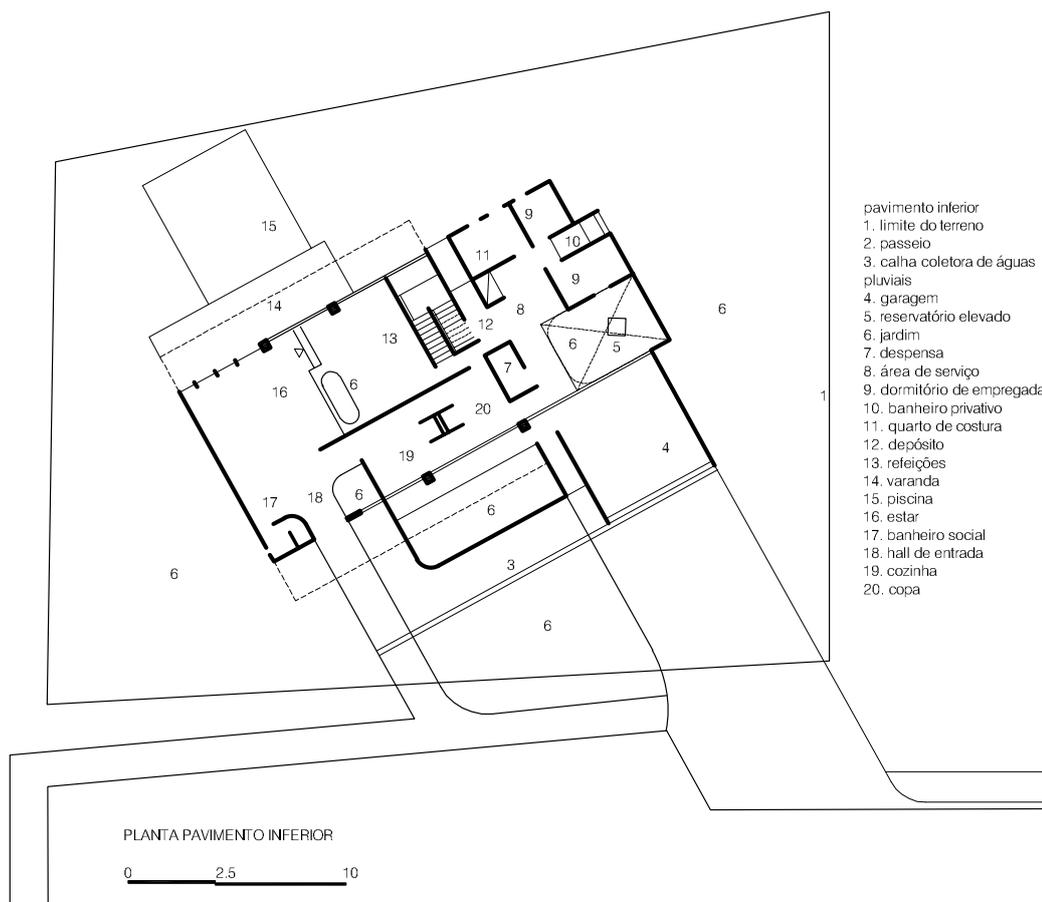 15
9
11
10
6
14
9
8
13
12
6
5
16
6
7
1
20
4
19
17
18
6
6
3
6
6
pavimento inferior
1. limite do terreno
2. passeio
3. calha coletora de águas
pluviais
4. garagem
5. reservatório elevado
6. jardim
7. despensa
8. área de serviço
9. dormitório de empregada
10. banheiro privativo
11. quarto de costura
12. depósito
13. refeições
14. varanda
15. piscina
16. estar
17. banheiro social
18. hall de entrada
19. cozinha
20. copa
PLANTA PAVIMENTO INFERIOR
0 2.5 10